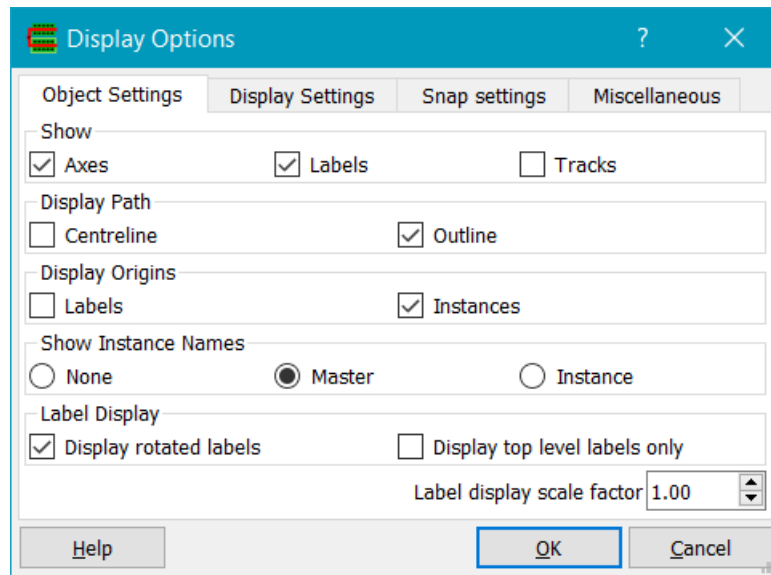 Display Options ?
Object Settings Display Settings Snap settings Miscellaneous
Show
Axes Labels Tracks
Display Path
Centreline Outline
Display Origins
Labels Instances
Show Instance Names
None Master Instance
Label Display
Display rotated labels Display top level labels only
Label display scale factor 1.00
Help OK Cancel